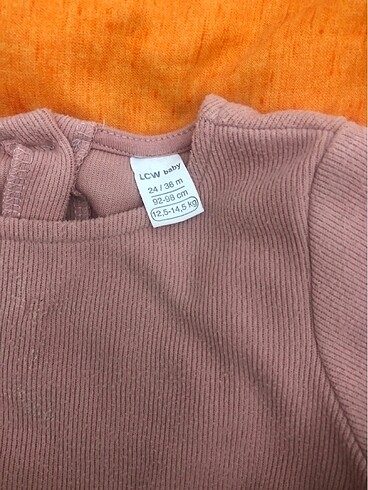 LCW baby
24 / 36 m
92-98 cm
12,5-14,5 kg